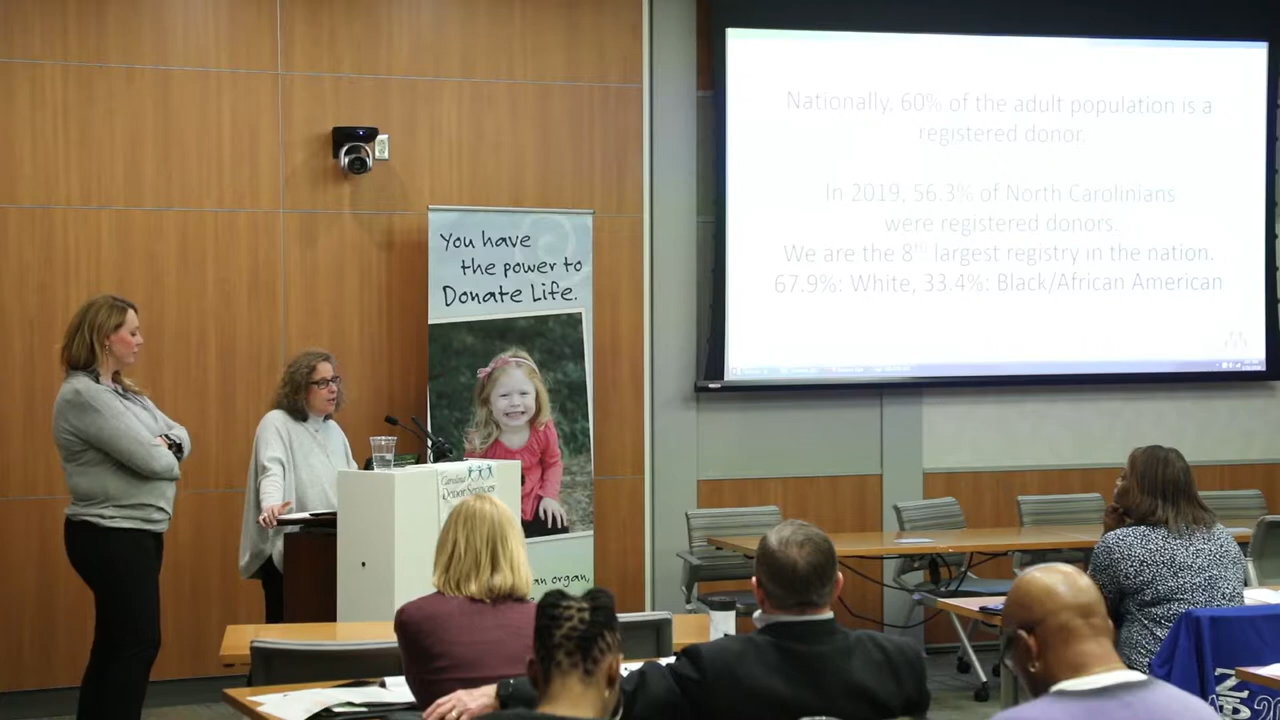 Nationally, 60% of the adult population is a
registered donor.
In 2019, 56.3% of North Carolinians
were registered donors.
We are the 8th largest registry in the nation.
67.9%: White, 33.4%: Black/African American
You have
the power to
Donate Life.
an organ,
Carolina
Donor Services